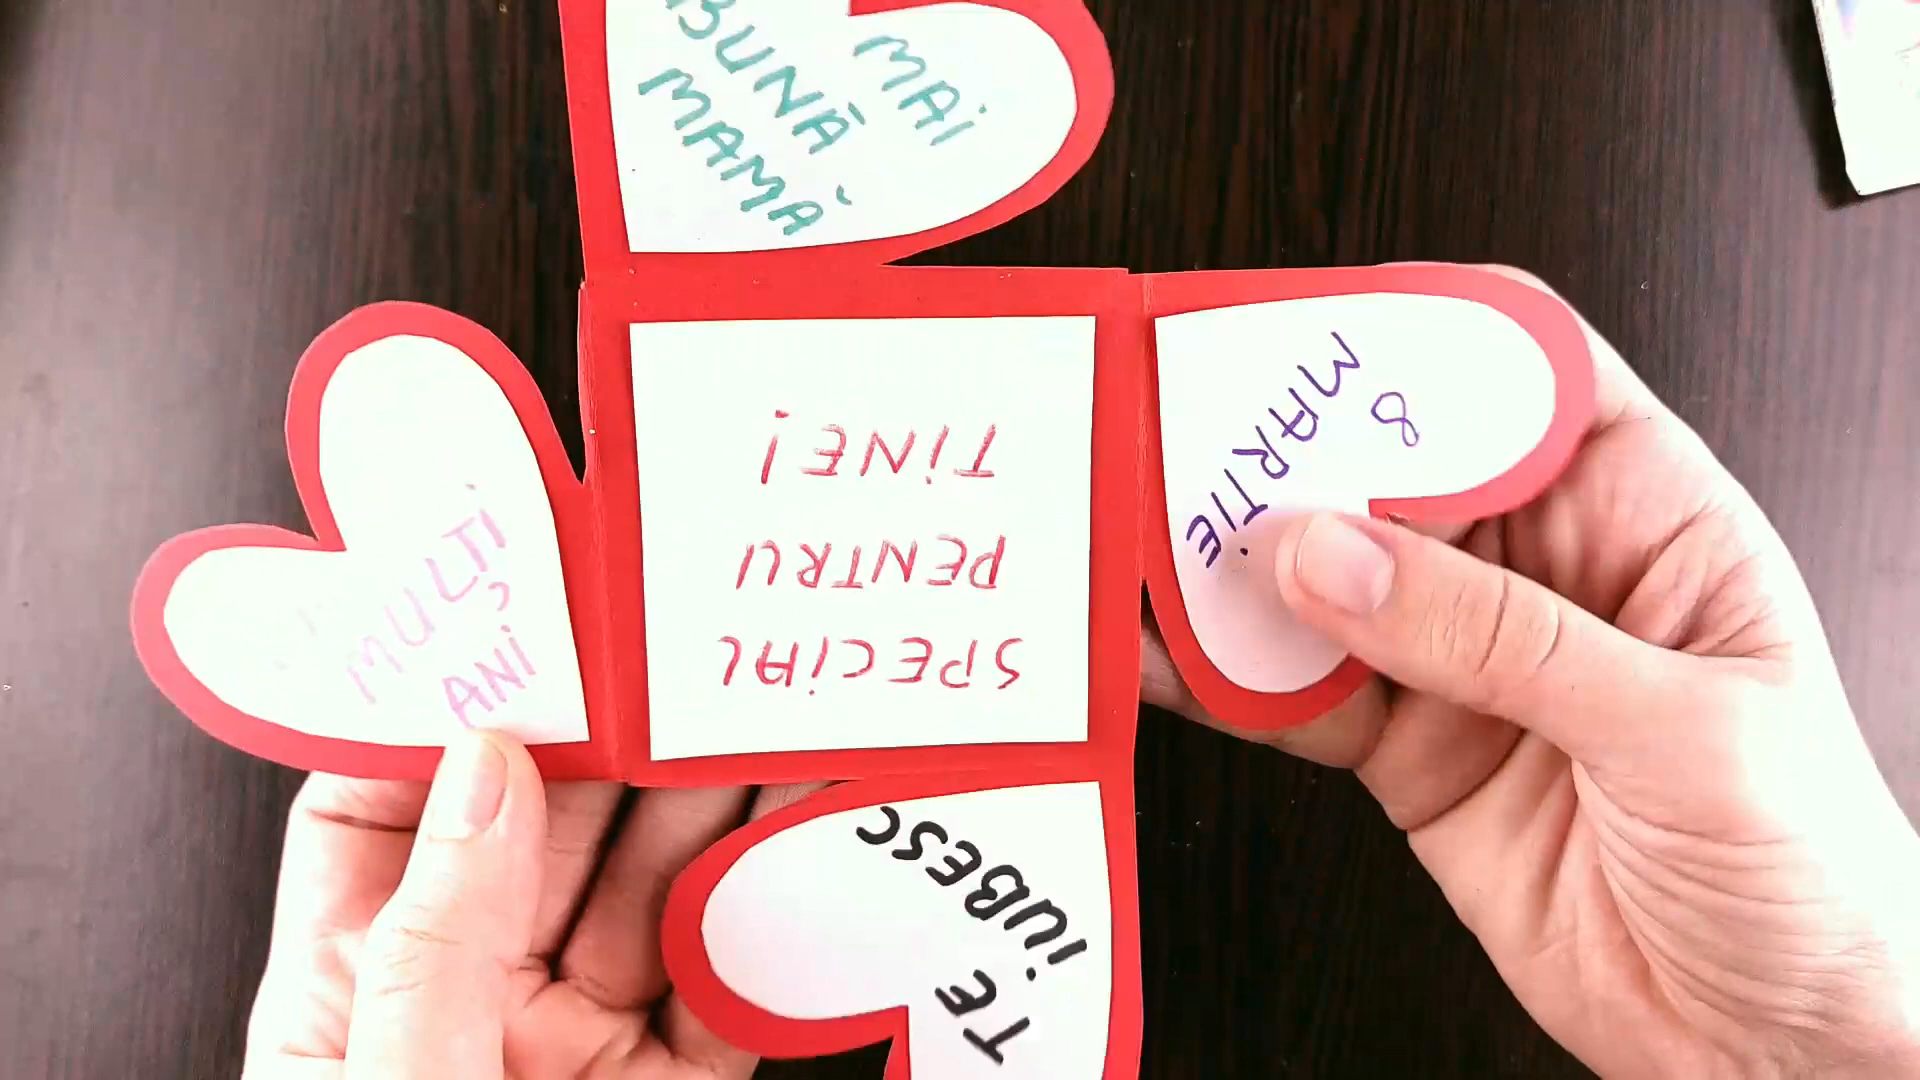 MAI
BUNĂ
MAMĂ
MULȚI
ANI
SPECIAL
PENTRU
TINE!
8
MARTIE
TE
IUBESC